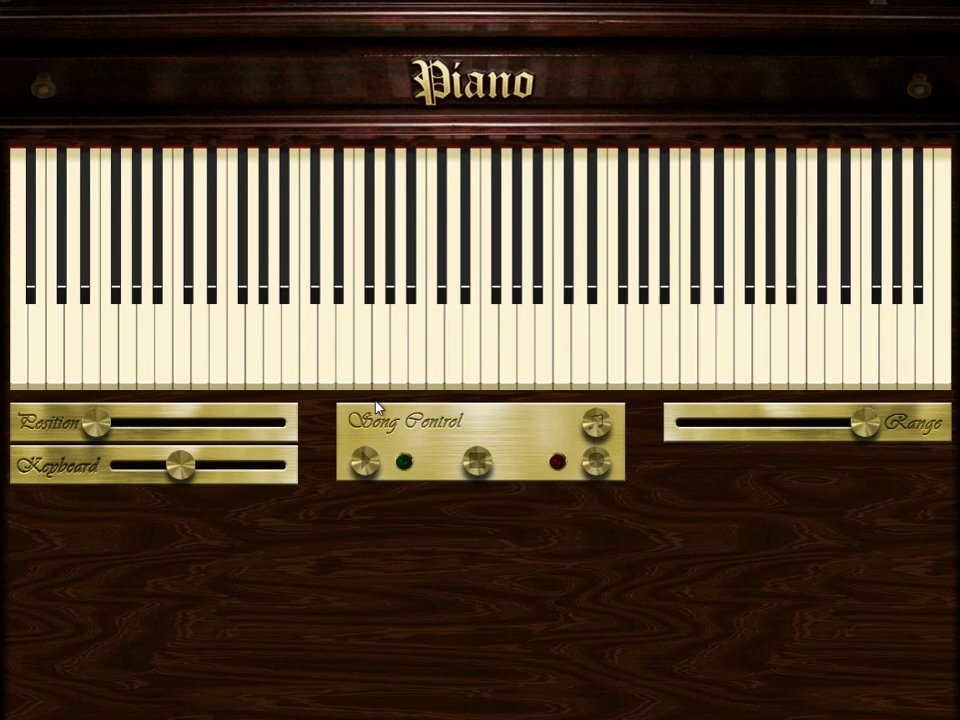 Piano
Position
Song Control
Range
Keyboard